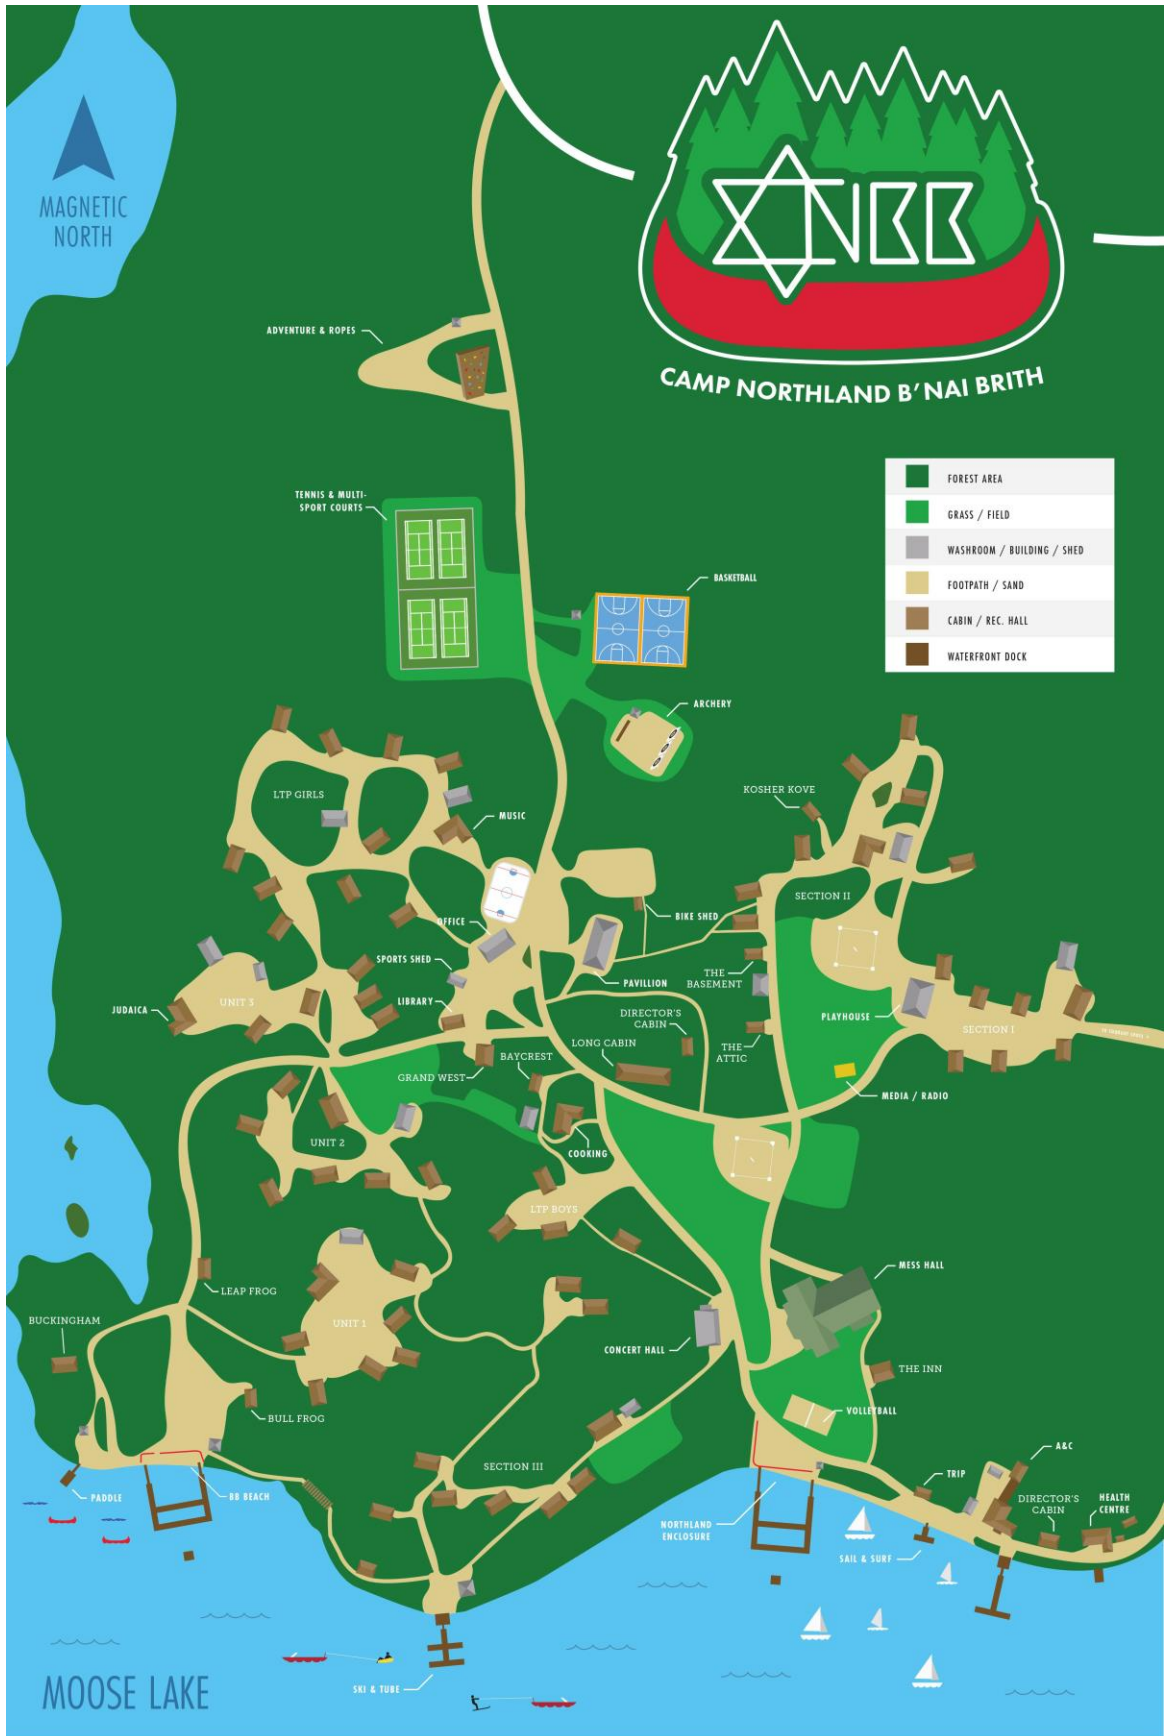 MAGNETIC
NORTH
NBB
CAMP NORTHLAND B'NAI BRITH
ADVENTURE & ROPES
FOREST AREA
GRASS / FIELD
WASHROOM / BUILDING / SHED
FOOTPATH / SAND
CABIN / REC. HALL
WATERFRONT DOCK
TENNIS & MULTI-
SPORT COURTS
BASKETBALL
ARCHERY
LTP GIRLS
KOSHER KOVE
MUSIC
SECTION II
OFFICE
BIKE SHED
SPORTS SHED
THE
BASEMENT
PAVILLION
UNIT 3
LIBRARY
JUDAICA
DIRECTOR'S
CABIN
PLAYHOUSE
SECTION I
LONG CABIN
THE
ATTIC
BAYCREST
GRAND WEST
MEDIA / RADIO
UNIT 2
COOKING
LTP BOYS
MESS HALL
LEAP FROG
BUCKINGHAM
UNIT 1
CONCERT HALL
THE INN
BULL FROG
VOLLEYBALL
A&C
SECTION III
TRIP
PADDLE
BB BEACH
DIRECTOR'S
CABIN
HEALTH
CENTRE
NORTHLAND
ENCLOSURE
SAIL & SURF
MOOSE LAKE
SKI & TUBE